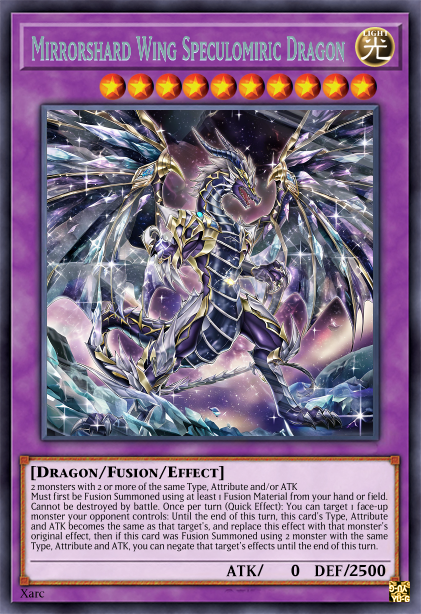 Mirrorshard Wing Speculomiric Dragon
LIGHT
光
[Dragon/Fusion/Effect]
2 monsters with 2 or more of the same Type, Attribute and/or ATK
Must first be Fusion Summoned using at least 1 Fusion Material from your hand or field.
Cannot be destroyed by battle. Once per turn (Quick Effect): You can target 1 face-up
monster your opponent controls: Until the end of this turn, this card's Type, Attribute
and ATK becomes the same as that target's, and replace this effect with that monster's
original effect, then if this card was Fusion Summoned using 2 monster with the same
Type, Attribute and ATK, you can negate that target's effects until the end of this turn.
ATK/ 0 DEF/2500
Xarc